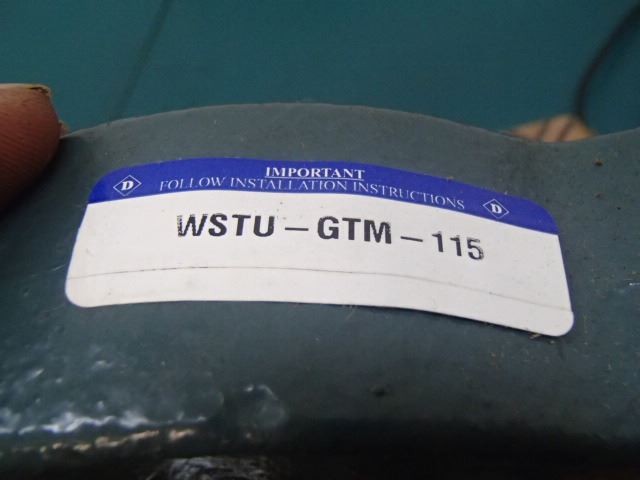 IMPORTANT
D FOLLOW INSTALLATION INSTRUCTIONS D
WSTU-GTM-115